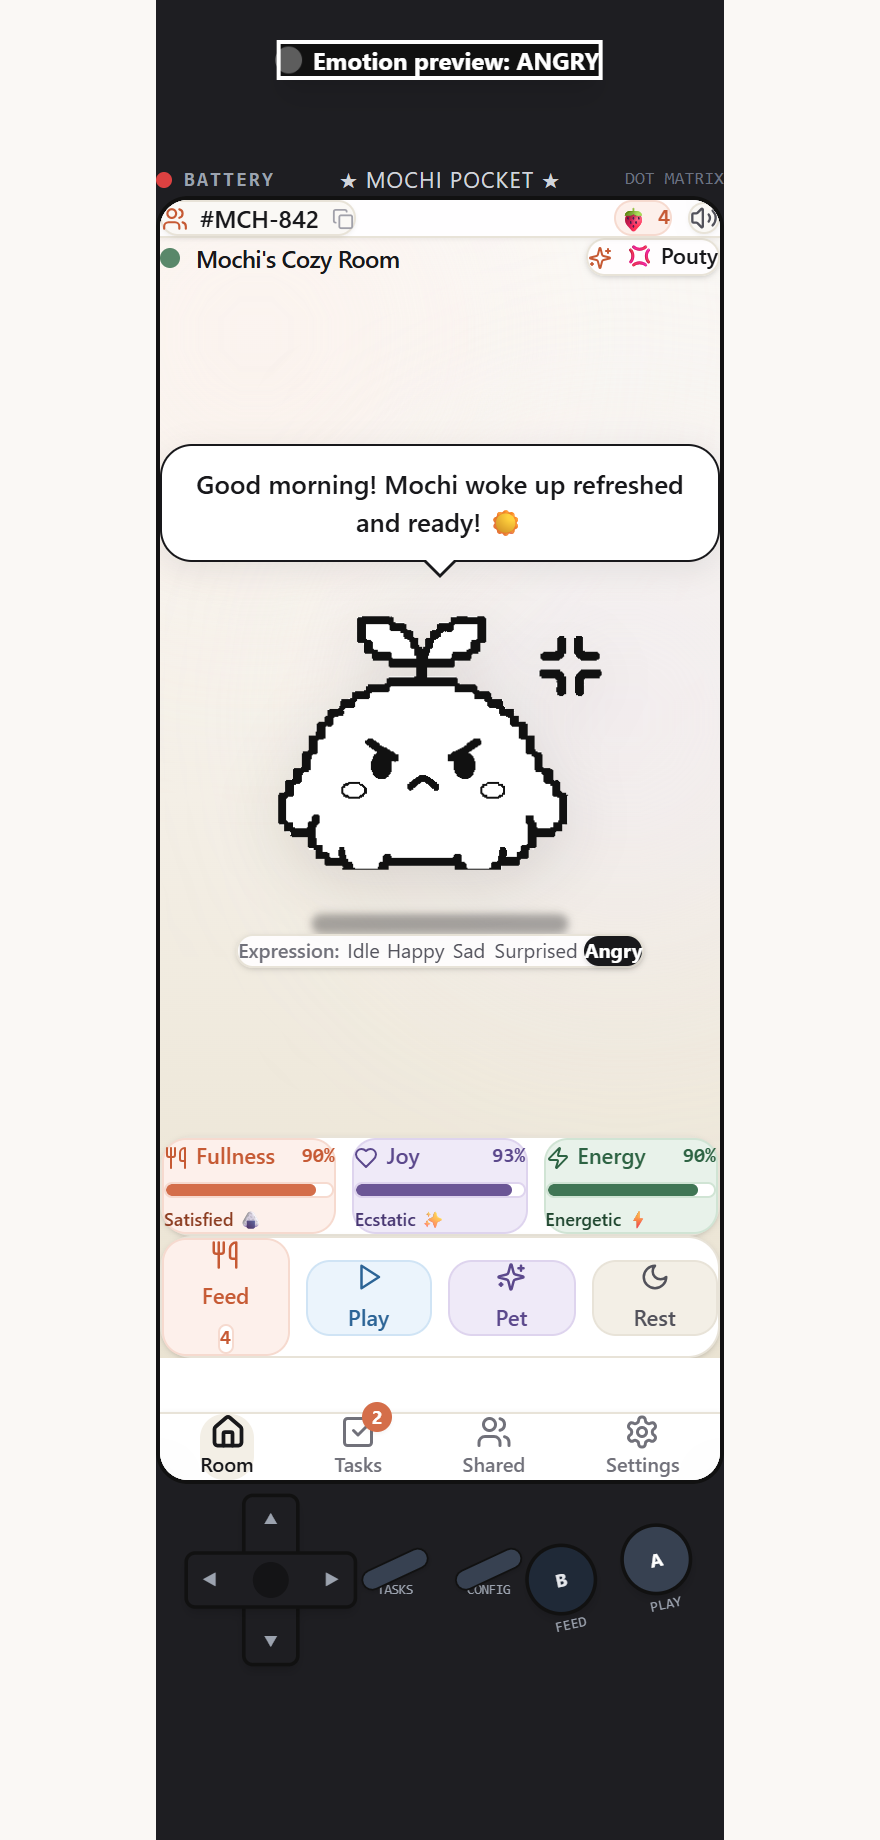 Emotion preview: ANGRY
BATTERY ★ MOCHI POCKET ★ DOT MATRIX
#MCH-842 4
Mochi's Cozy Room Pouty
Good morning! Mochi woke up refreshed
and ready!
Expression: Idle Happy Sad Surprised Angry
Fullness 90% Joy 93% Energy 90%
Satisfied Ecstatic Energetic
Feed Play Pet Rest
4
2
Room Tasks Shared Settings
TASKS CONFIG B A
FEED PLAY